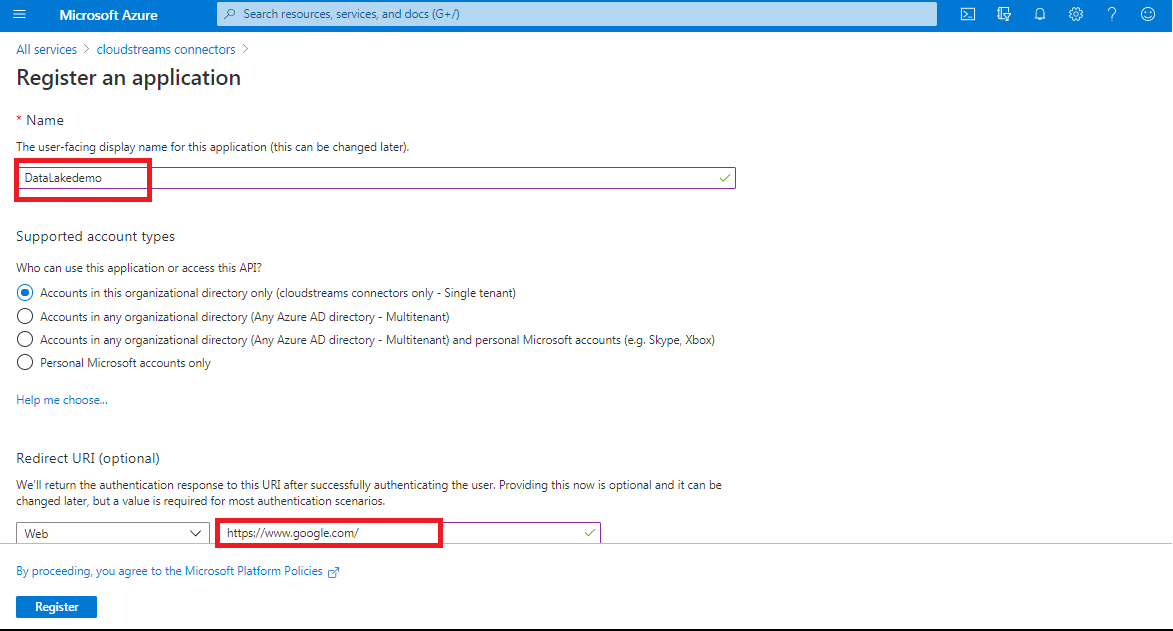 Microsoft Azure
Search resources, services, and docs (G+/)
All services > cloudstreams connectors >
Register an application
* Name
The user-facing display name for this application (this can be changed later).
DataLakedemo
Supported account types
Who can use this application or access this API?
Accounts in this organizational directory only (cloudstreams connectors only - Single tenant)
Accounts in any organizational directory (Any Azure AD directory - Multitenant)
Accounts in any organizational directory (Any Azure AD directory - Multitenant) and personal Microsoft accounts (e.g. Skype, Xbox)
Personal Microsoft accounts only
Help me choose...
Redirect URI (optional)
We'll return the authentication response to this URI after successfully authenticating the user. Providing this now is optional and it can be
changed later, but a value is required for most authentication scenarios.
Web
https://www.google.com/
By proceeding, you agree to the Microsoft Platform Policies
Register